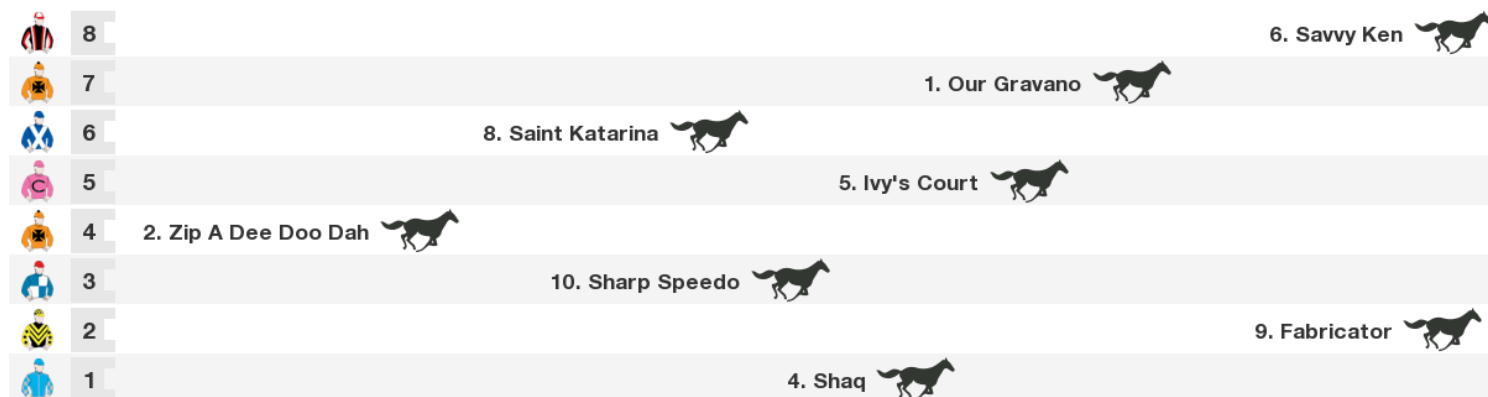 8 6. Savvy Ken
7 1. Our Gravano
6 8. Saint Katarina
5 C 5. Ivy's Court
4 2. Zip A Dee Doo Dah
3 10. Sharp Speedo
2 9. Fabricator
1 4. Shaq